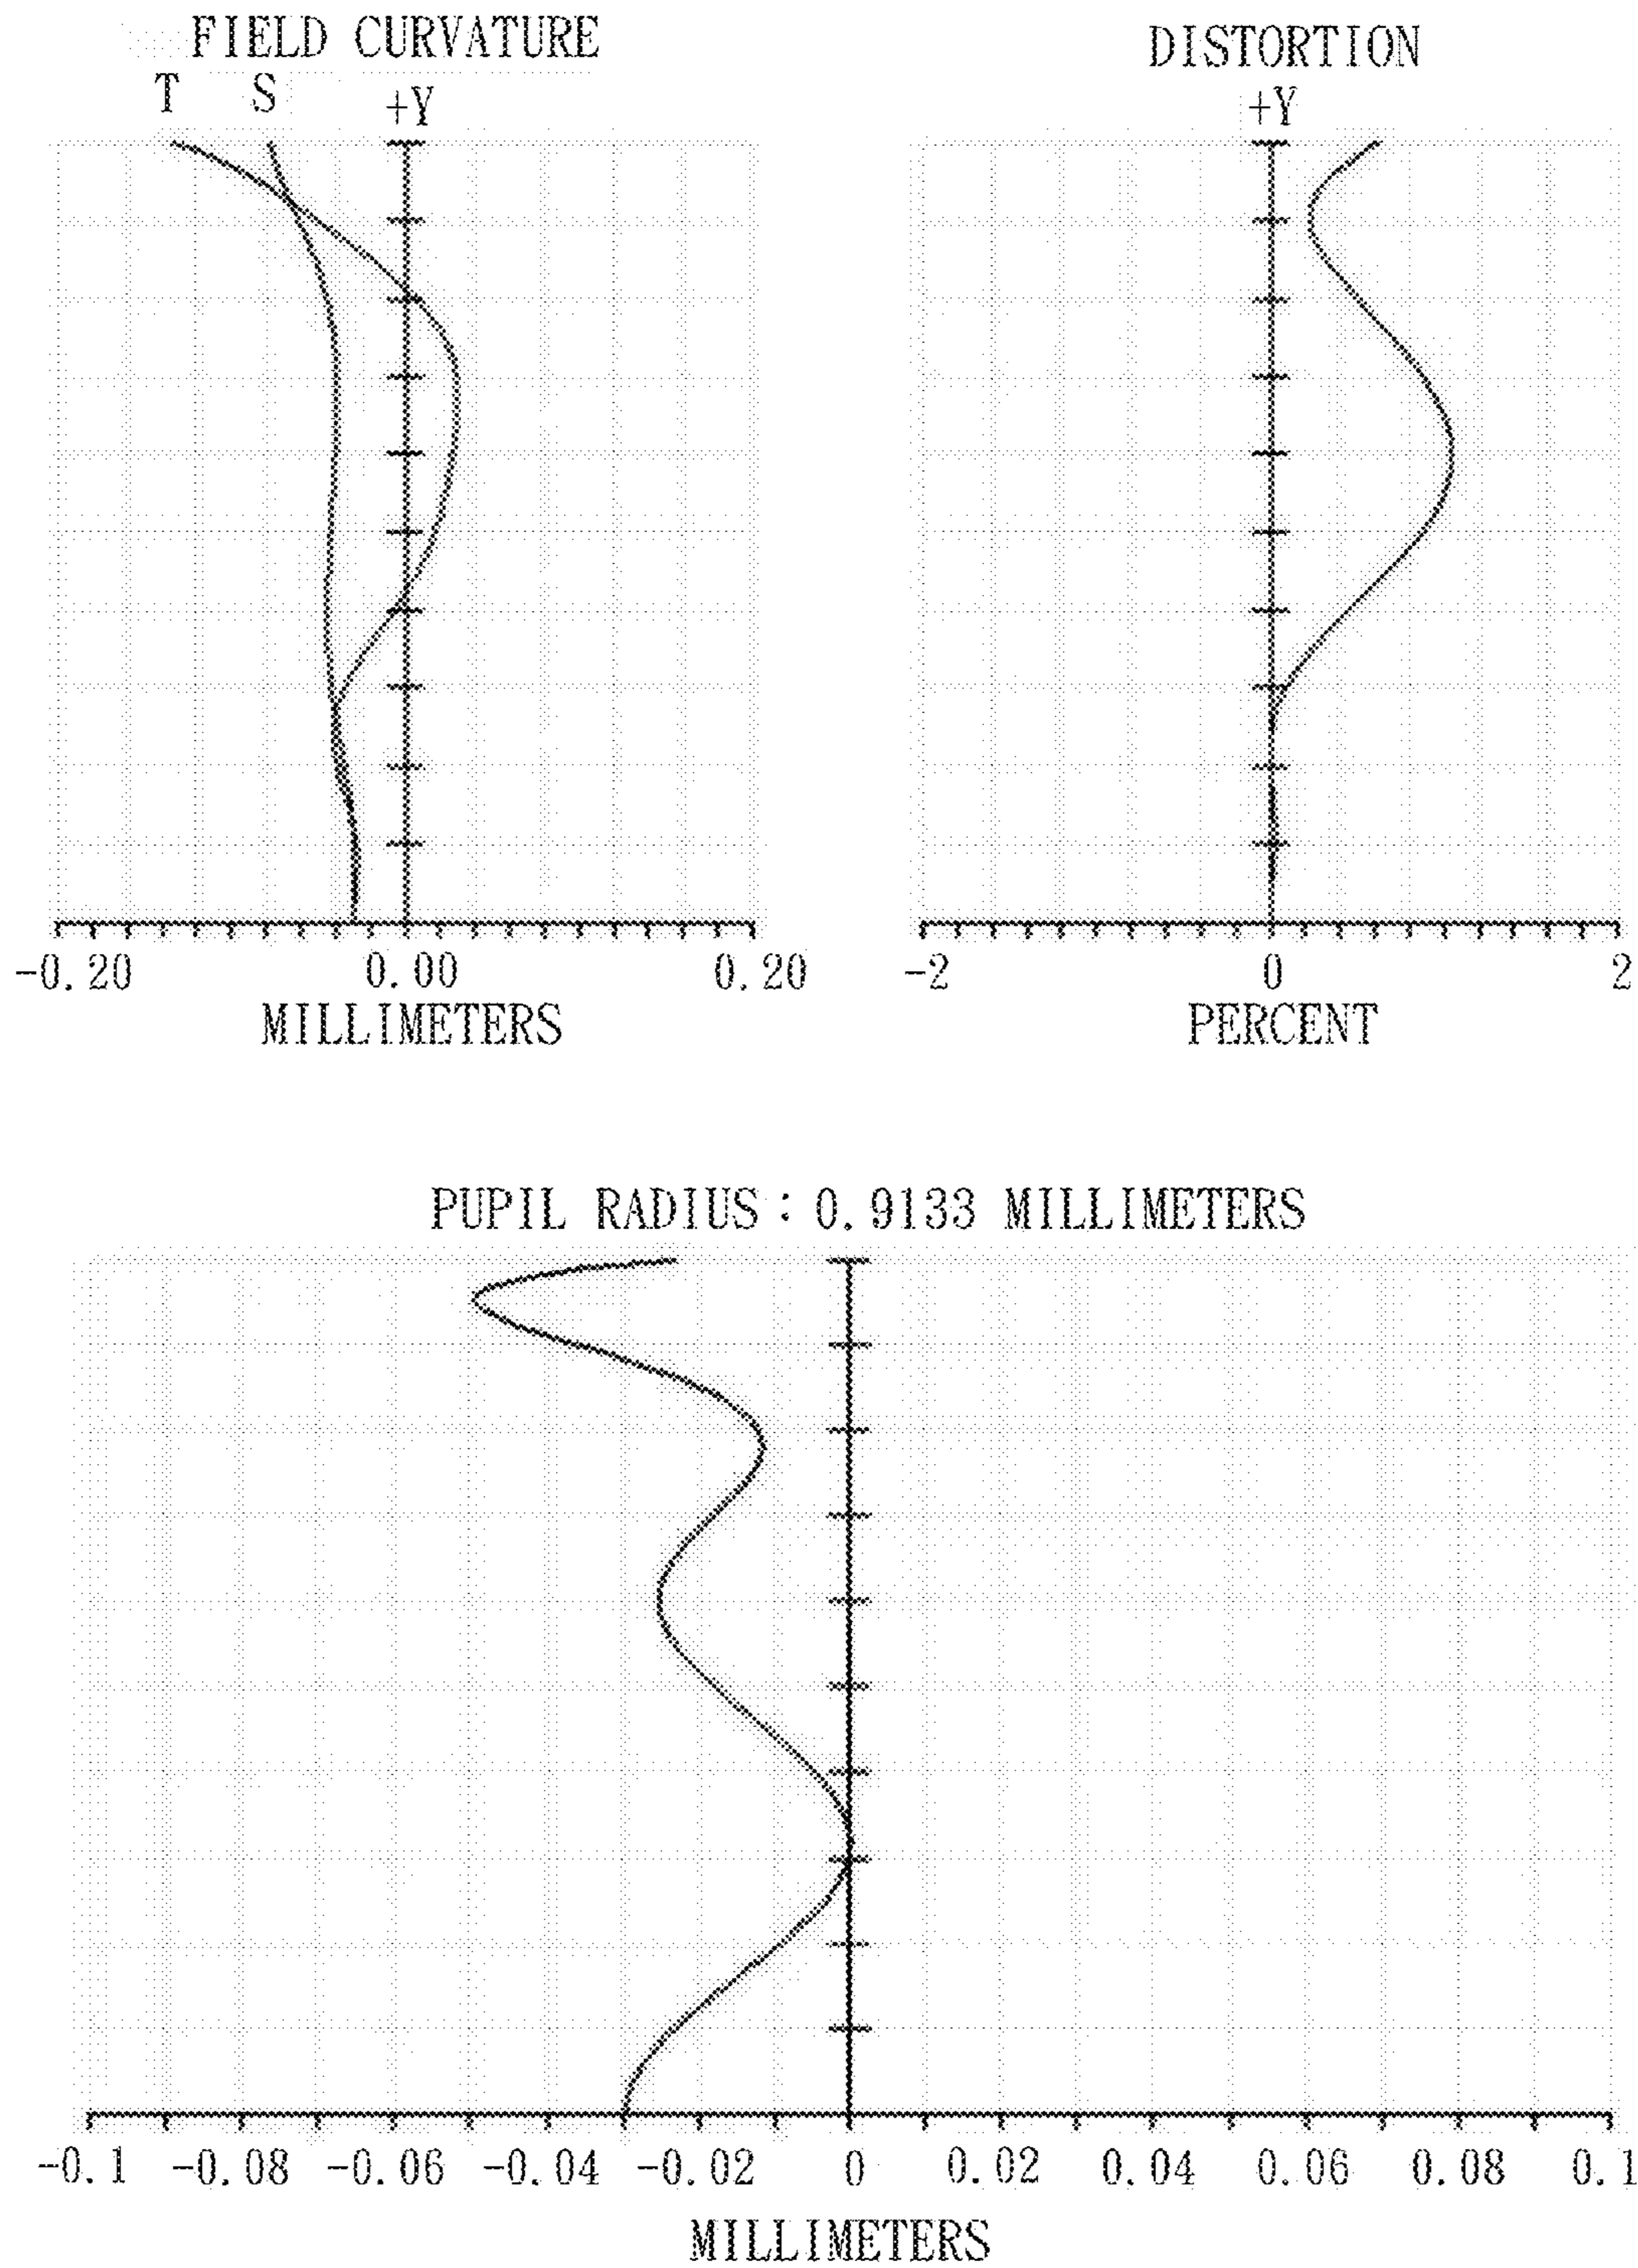 FIELD CURVATURE
T S +Y
-0.20 0.00 0.20
MILLIMETERS
DISTORTION
+Y
-2 0 2
PERCENT
PUPIL RADIUS : 0.9133 MILLIMETERS
-0.1 -0.08 -0.06 -0.04 -0.02 0 0.02 0.04 0.06 0.08 0.1
MILLIMETERS